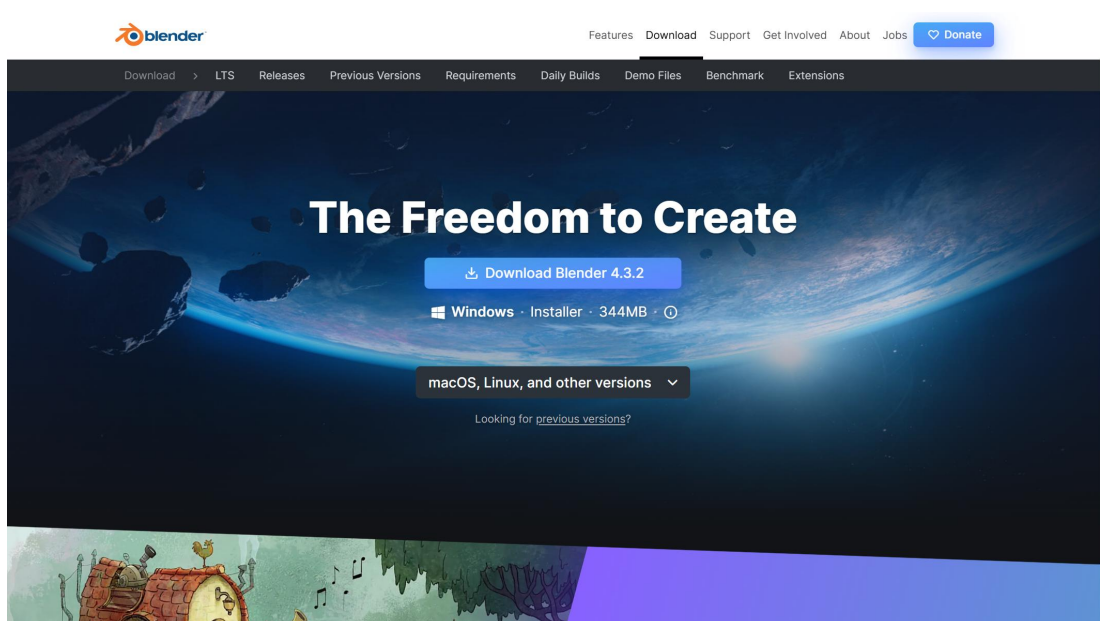 blender
Features Download Support Get Involved About Jobs Donate
Download > LTS Releases Previous Versions Requirements Daily Builds Demo Files Benchmark Extensions
The Freedom to Create
Download Blender 4.3.2
Windows · Installer · 344MB ·
macOS, Linux, and other versions
Looking for previous versions?